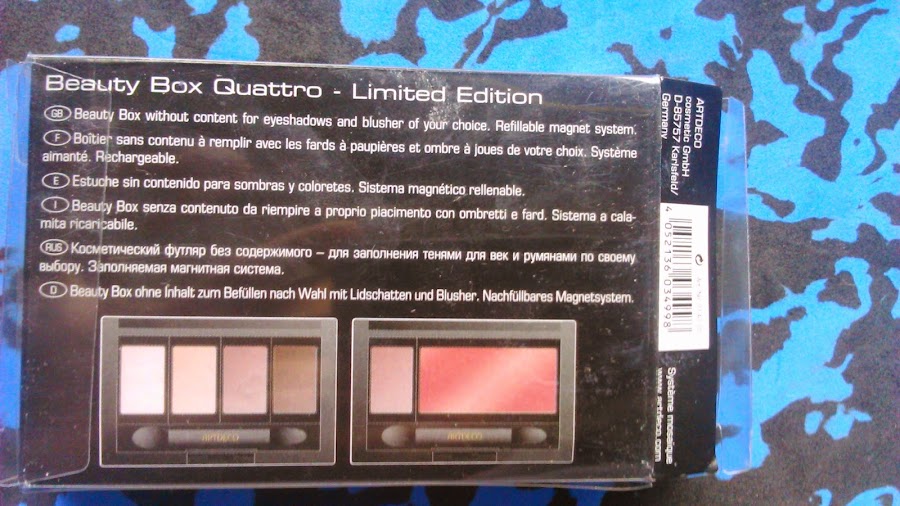 Beauty Box Quattro - Limited Edition
GB Beauty Box without content for eyeshadows and blusher of your choice. Refillable magnet system.
F Boîtier sans contenu à remplir avec les fards à paupières et ombre à joues de votre choix. Système
aimanté. Rechargeable.
E Estuche sin contenido para sombras y coloretes. Sistema magnético rellenable.
I Beauty Box senza contenuto da riempire a proprio piacimento con ombretti e fard. Sistema a cala-
mita ricaricabile.
RUS Косметический футляр без содержимого – для заполнения тенями для век и румянами по своему
выбору. Заполняемая магнитная система.
D Beauty Box ohne Inhalt zum Befüllen nach Wahl mit Lidschatten und Blusher. Nachfüllbares Magnetsystem.
ARTDECO
ARTDECO
ARTDECO
cosmetic GmbH
D-85757 Karlsfeld/
Germany
4 052136 034998
Système mosaïque
www.artdeco.com